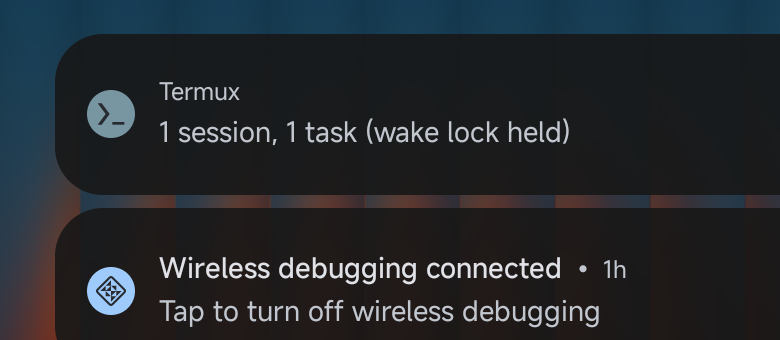 Termux
1 session, 1 task (wake lock held)
Wireless debugging connected • 1h
Tap to turn off wireless debugging